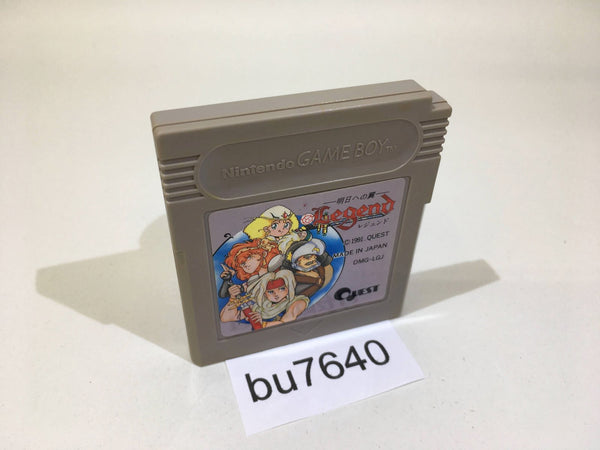 Nintendo GAME BOY™
明日への翼
Legend
レジェンド
©1991 QUEST
MADE IN JAPAN
DMG-LGJ
QUEST
bu7640